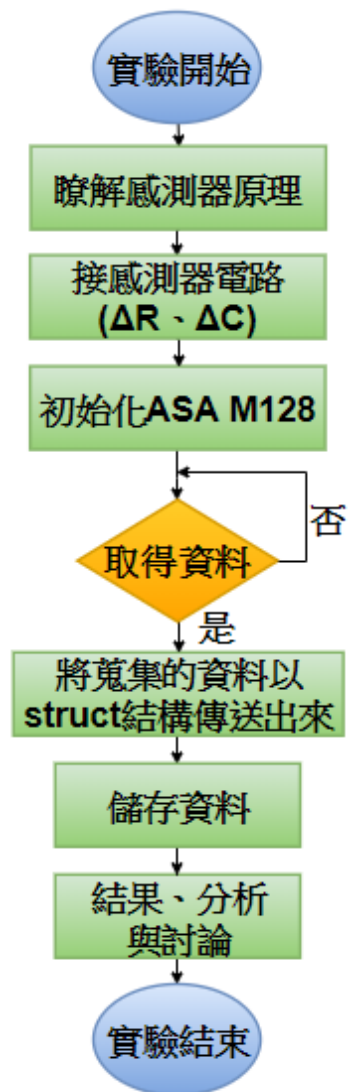 實驗開始
瞭解感測器原理
接感測器電路
(ΔR、ΔC)
初始化ASA M128
否
取得資料
是
將蒐集的資料以
struct結構傳送出來
儲存資料
結果、分析
與討論
實驗結束